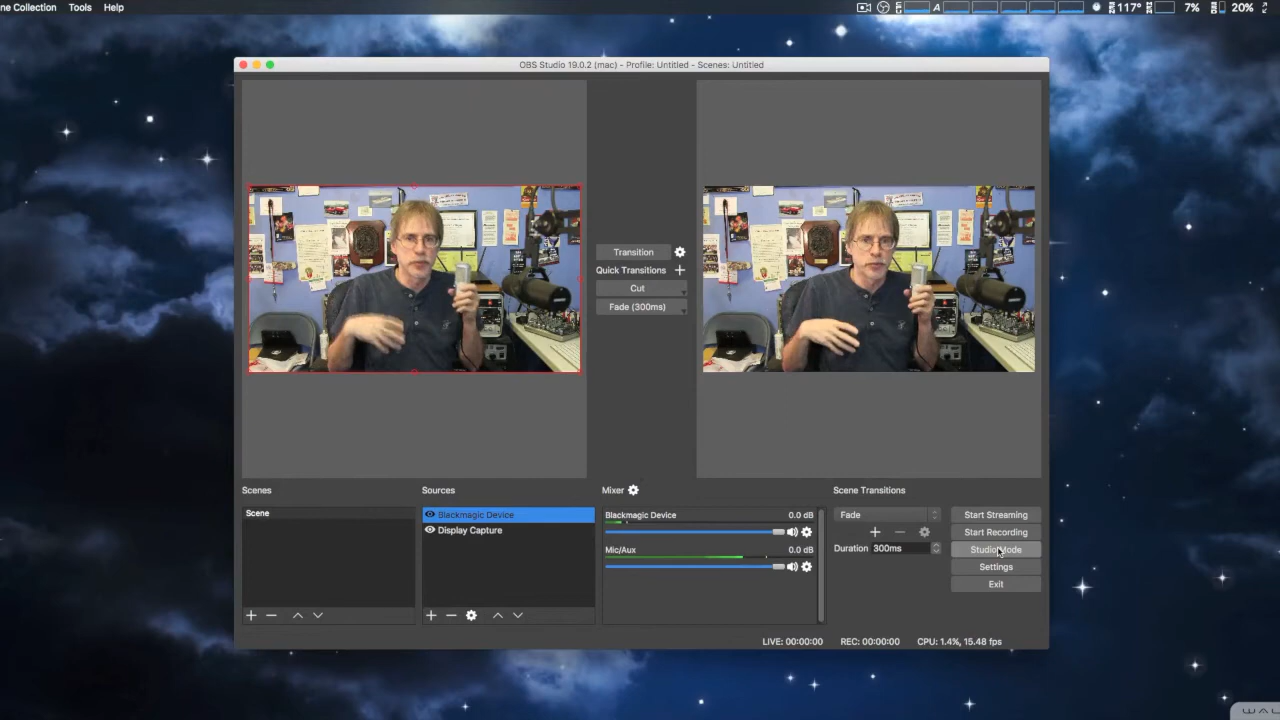 ne Collection Tools Help
A 117° 7% 20%
OBS Studio 19.0.2 (mac) - Profile: Untitled - Scenes: Untitled
Transition
Quick Transitions
Cut
Fade (300ms)
Scenes
Scene
Sources
Blackmagic Device
Display Capture
Mixer
Blackmagic Device 0.0 dB
Mic/Aux 0.0 dB
Scene Transitions
Fade
Duration 300ms
Start Streaming
Start Recording
Studio Mode
Settings
Exit
LIVE: 00:00:00 REC: 00:00:00 CPU: 1.4%, 15.48 fps